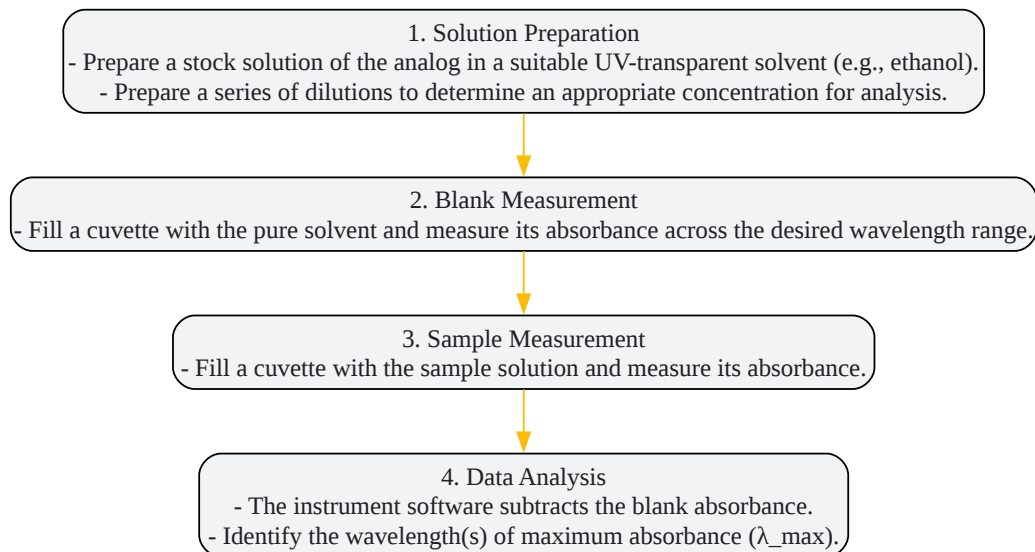 1. Solution Preparation
- Prepare a stock solution of the analog in a suitable UV-transparent solvent (e.g., ethanol).
- Prepare a series of dilutions to determine an appropriate concentration for analysis.
2. Blank Measurement
- Fill a cuvette with the pure solvent and measure its absorbance across the desired wavelength range.
3. Sample Measurement
- Fill a cuvette with the sample solution and measure its absorbance.
4. Data Analysis
- The instrument software subtracts the blank absorbance.
- Identify the wavelength(s) of maximum absorbance (λ_max).